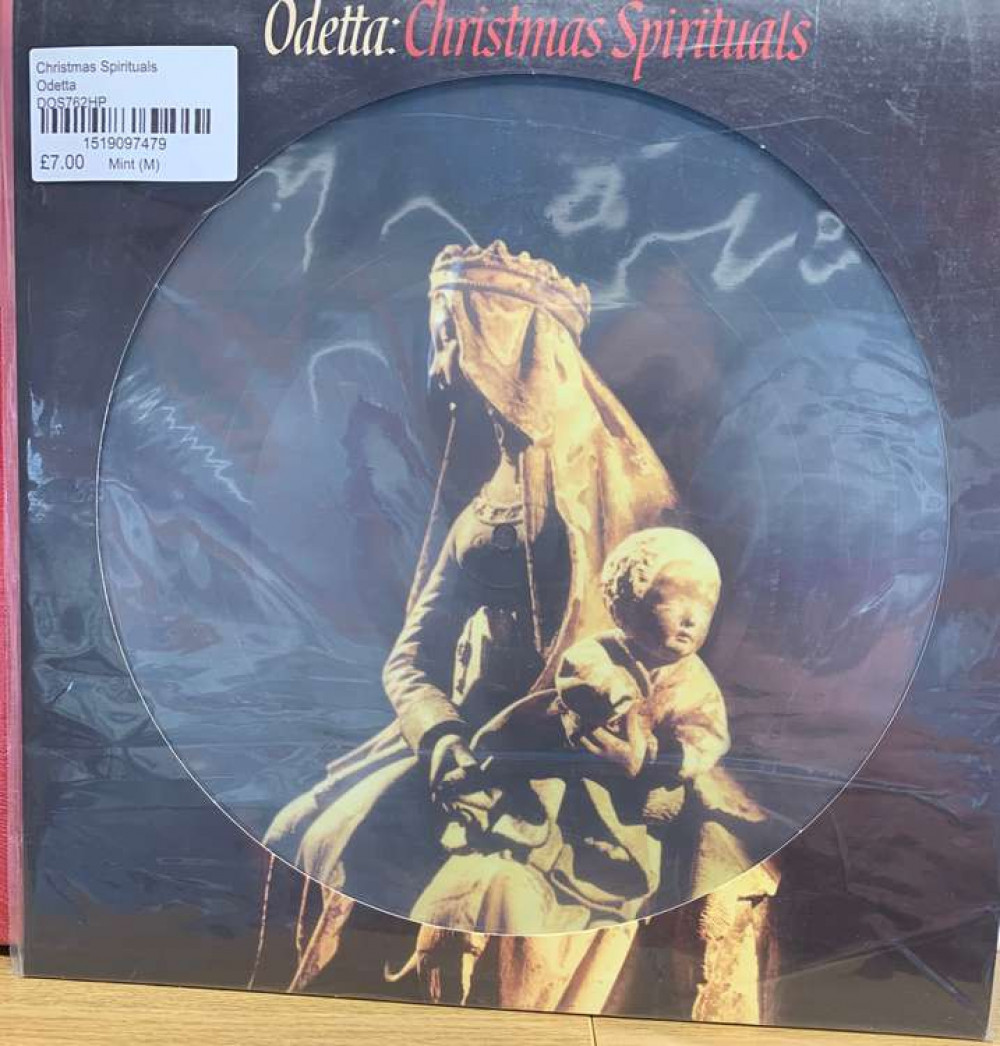 Odetta: Christmas Spirituals
Christmas Spirituals
Odetta
DOS762HP
1519097479
£7.00 Mint (M)